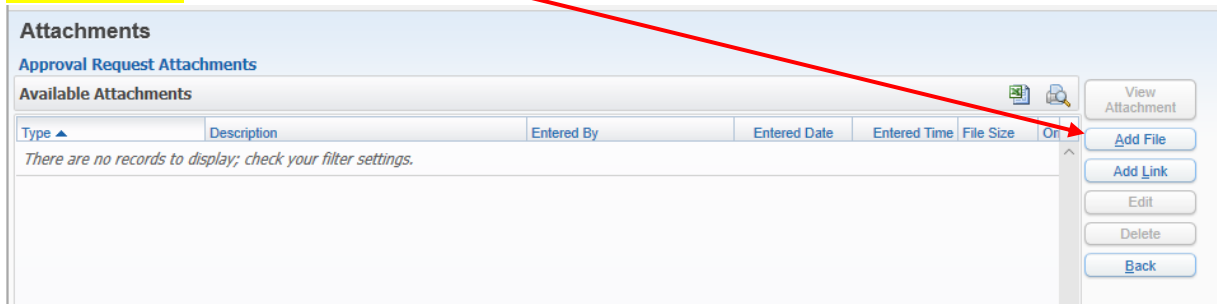 Attachments
Approval Request Attachments
Available Attachments
View
Attachment
Type Description Entered By Entered Date Entered Time File Size Or
There are no records to display; check your filter settings.
Add File
Add Link
Edit
Delete
Back